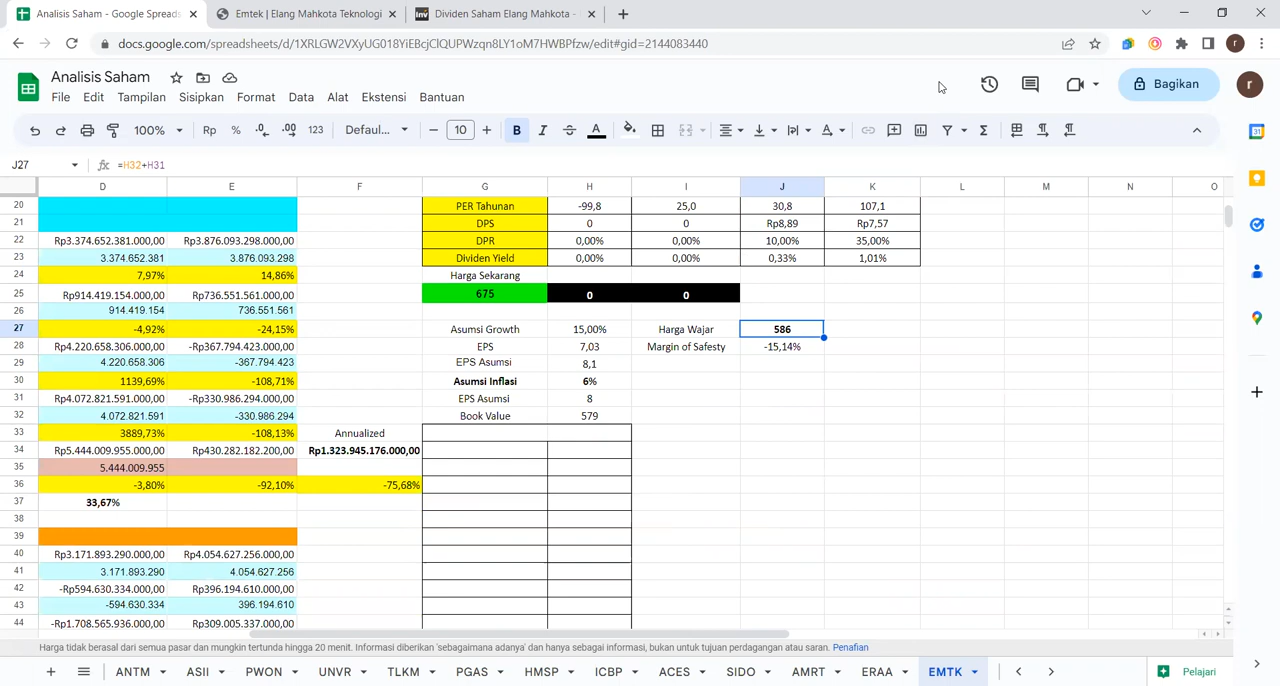 Analisis Saham - Google Spreads
Emtek | Elang Mahkota Teknologi
Dividen Saham Elang Mahkota -
docs.google.com/spreadsheets/d/1XRLGW2VXyUG018YiEBcjClQUPWzqn8LY1oM7HWBPfzw/edit#gid=2144083440
Analisis Saham
File Edit Tampilan Sisipkan Format Data Alat Ekstensi Bantuan
Bagikan
r
100% Rp % .0 .00 123 Defaul... − 10 + B I
J27 fx =H32+H31
D E F G H I J K L M N O
20 PER Tahunan -99,8 25,0 30,8 107,1
21 DPS 0 0 Rp8,89 Rp7,57
22 Rp3.374.652.381.000,00 Rp3.876.093.298.000,00 DPR 0,00% 0,00% 10,00% 35,00%
23 3.374.652.381 3.876.093.298 Dividen Yield 0,00% 0,00% 0,33% 1,01%
24 7,97% 14,86% Harga Sekarang
25 Rp914.419.154.000,00 Rp736.551.561.000,00 675 0 0
26 914.419.154 736.551.561
27 -4,92% -24,15% Asumsi Growth 15,00% Harga Wajar 586
28 Rp4.220.658.306.000,00 -Rp367.794.423.000,00 EPS 7,03 Margin of Safesty -15,14%
29 4.220.658.306 -367.794.423 EPS Asumsi 8,1
30 1139,69% -108,71% Asumsi Inflasi 6%
31 Rp4.072.821.591.000,00 -Rp330.986.294.000,00 EPS Asumsi 8
32 4.072.821.591 -330.986.294 Book Value 579
33 3889,73% -108,13% Annualized
34 Rp5.444.009.955.000,00 Rp430.282.182.200,00 Rp1.323.945.176.000,00
35 5.444.009.955
36 -3,80% -92,10% -75,68%
37 33,67%
38
39
40 Rp3.171.893.290.000,00 Rp4.054.627.256.000,00
41 3.171.893.290 4.054.627.256
42 -Rp594.630.334.000,00 Rp396.194.610.000,00
43 -594.630.334 396.194.610
44 -Rp1.708.565.936.000,00 Rp309.005.337.000,00
Harga tidak berasal dari semua pasar dan mungkin tertunda hingga 20 menit. Informasi diberikan 'sebagaimana adanya' dan hanya sebagai informasi, bukan untuk tujuan perdagangan atau saran. Penafian
ANTM ASII PWON UNVR TLKM PGAS HMSP ICBP ACES SIDO AMRT ERAA EMTK Pelajari